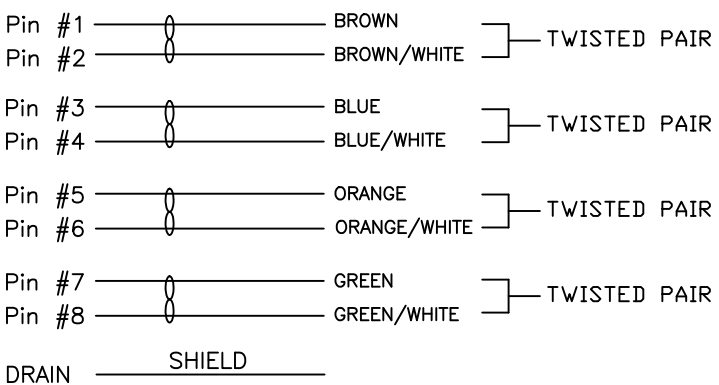 Pin #1 BROWN
TWISTED PAIR
Pin #2 BROWN/WHITE
Pin #3 BLUE
TWISTED PAIR
Pin #4 BLUE/WHITE
Pin #5 ORANGE
TWISTED PAIR
Pin #6 ORANGE/WHITE
Pin #7 GREEN
TWISTED PAIR
Pin #8 GREEN/WHITE
SHIELD
DRAIN